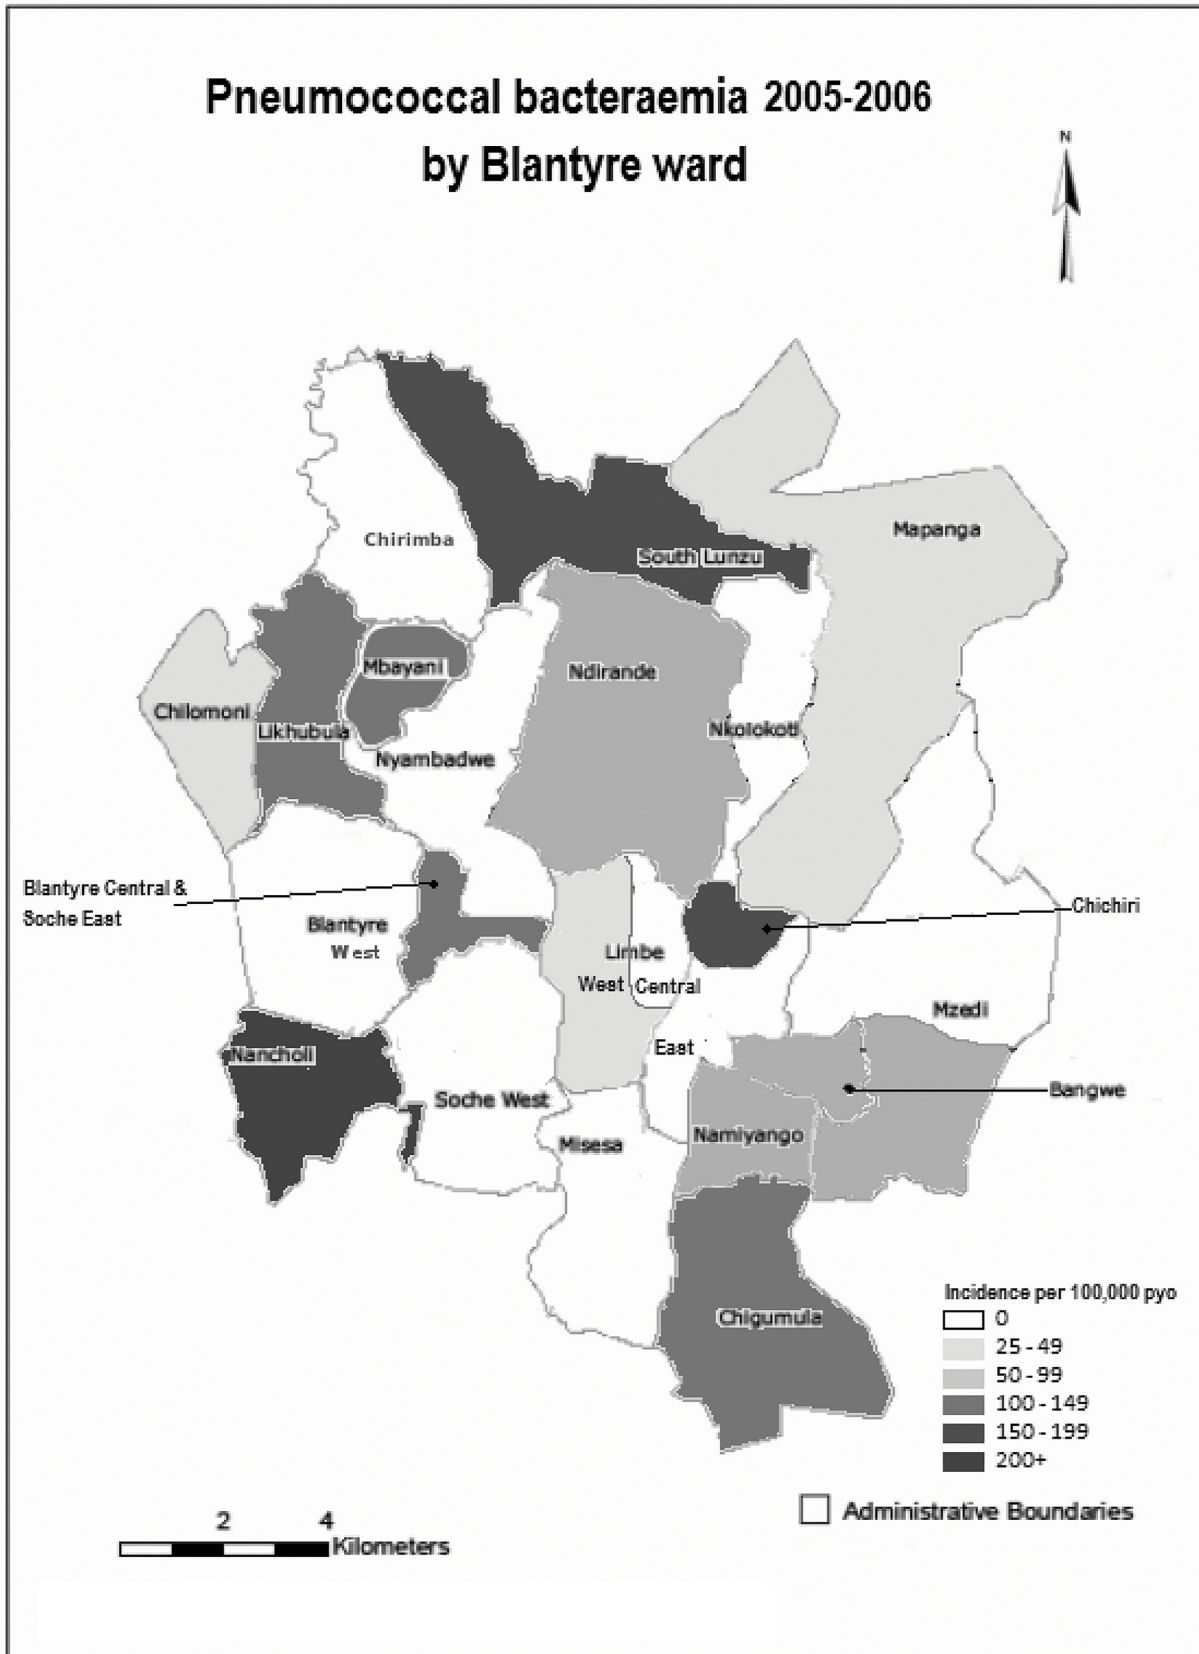 Pneumococcal bacteraemia 2005-2006
by Blantyre ward
N
Chirimba
South Lunzu
Mapanga
Mbayani
Ndirande
Chilomoni
Likhubula
Nkolokoti
Nyambadwe
Blantyre Central &
Soche East
Chichiri
Blantyre
West
Limbe
West Central
Mzedi
East
Nancholi
Bangwe
Soche West
Namiyango
Misesa
Chigumula
Incidence per 100,000 pyo
0
25 - 49
50 - 99
100 - 149
150 - 199
200+
Administrative Boundaries
2 4
Kilometers